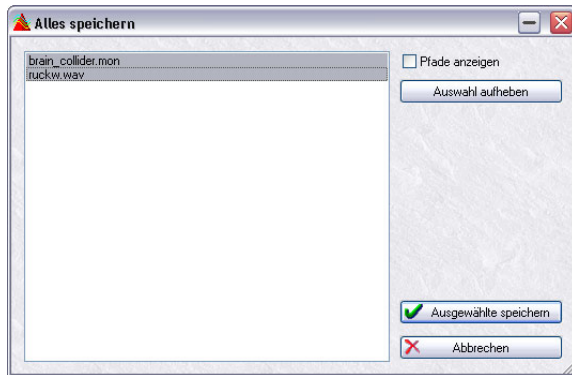 Alles speichern
brain_collider.mon
ruckw.wav
Pfade anzeigen
Auswahl aufheben
Ausgewählte speichern
Abbrechen